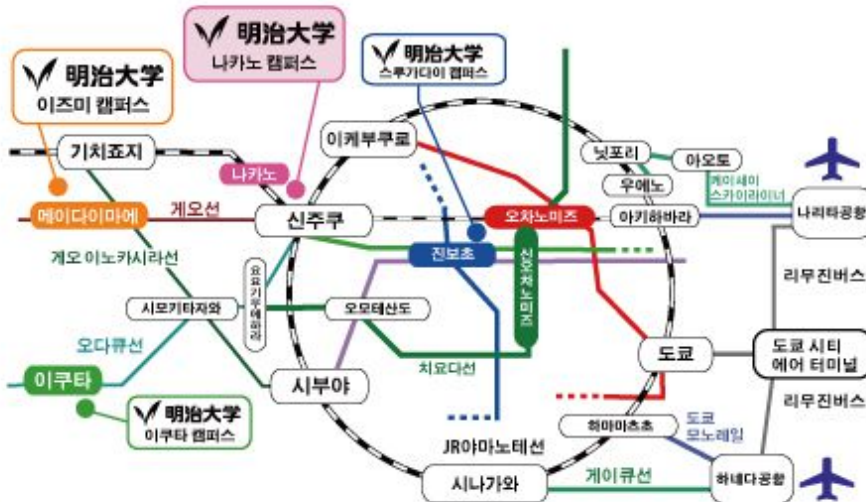 明治大学
나카노 캠퍼스
明治大学
스루가다이 캠퍼스
明治大学
이즈미 캠퍼스
기치죠지
나카노
이케부쿠로
닛포리
아오토
우에노
케이세이
스카이라이너
메이다이마에
게오선
신주쿠
오차노미즈
아키하바라
나리타공항
게오 이노카시라선
진보초
신오차노미즈
리무진버스
시모키타자와
요요기우에하라
오모테산도
오다큐선
이쿠타
시부야
치요다선
도쿄
도쿄 시티
에어 터미널
리무진버스
明治大学
이쿠타 캠퍼스
하마마츠초
도쿄
모노레일
JR야마노테선
시나가와
게이큐선
하네다공항